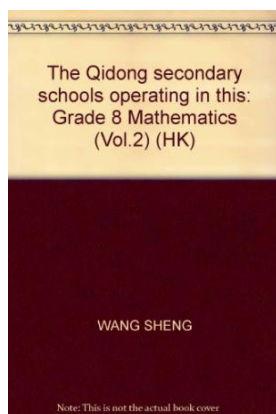 The Qidong secondary
schools operating in this:
Grade 8 Mathematics
(Vol.2) (HK)
WANG SHENG
Note: This is not the actual book cover